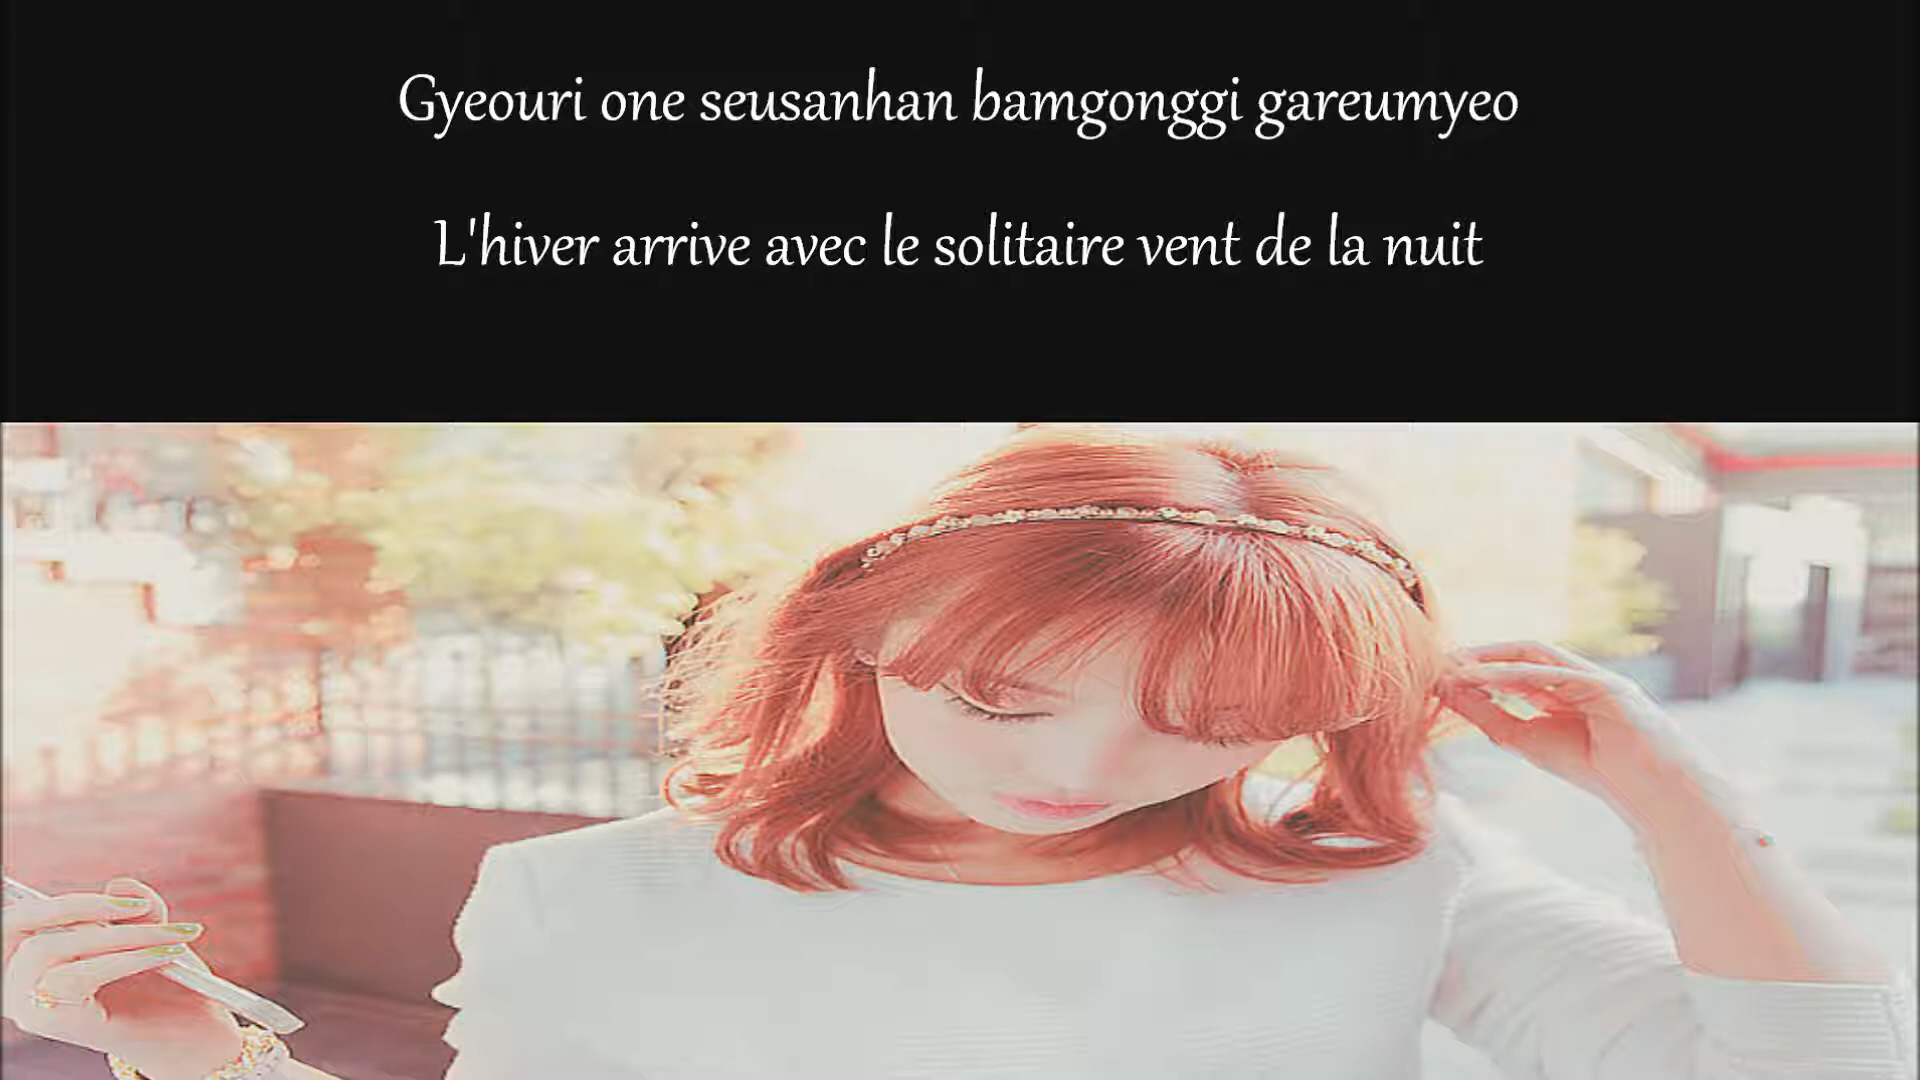 Gyeouri one seusanhan bamgonggi gareumyeo
L'hiver arrive avec le solitaire vent de la nuit